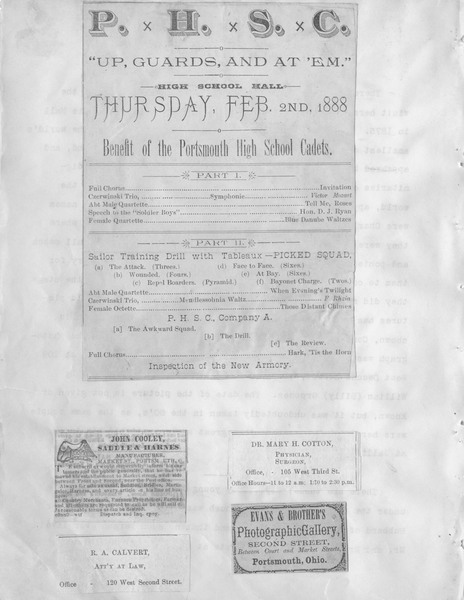 P. × H. × S. × C.
"UP, GUARDS, AND AT 'EM."
HIGH SCHOOL HALL
THURSDAY, FEB. 2ND, 1888
Benefit of the Portsmouth High School Cadets.
PART I.
Full Chorus Invitation
Czerwinski Trio, Symphonie
Abt Male Quartette Tell Me, Roses
Speech to the "Soldier Boys" Hon. D. J. Ryan
Female Quartette Blue Danube Waltzes
PART II.
Sailor Training Drill with Tableaux—PICKED SQUAD,
(a) The Attack. (Threes.) (d) Face to Face. (Sixes.)
(b) Wounded. (Fours.) (e) At Bay. (Sixes.)
(c) Repel Boarders. (Pyramid.) (f) Bayonet Charge. (Twos.)
Abt Male Quartette When Evening's Twilight
Czerwinski Trio, Mendlessohnia Waltz
Female Octette Those Distant Chimes
P. H. S. C., Company A.
[a] The Awkward Squad.
[b] The Drill.
[c] The Review.
Full Chorus Hark, 'Tis the Horn
Inspection of the New Armory.
JOHN COOLEY,
SADDLE & HARNES
MANUFACTURER,
DR. MARY H. COTTON,
PHYSICIAN,
SURGEON,
Office, - 105 West Third St.
Office Hours—11 to 12 a m; 1:30 to 2:30 p.m.
EVANS & BROTHER'S
Photographic Gallery,
SECOND STREET,
Between Court and Market Streets,
Portsmouth, Ohio.
R. A. CALVERT,
ATT'Y AT LAW,
Office - 120 West Second Street.